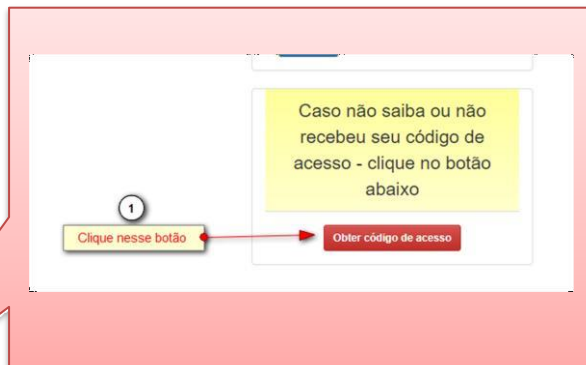 Caso não saiba ou não
recebeu seu código de
acesso - clique no botão
abaixo
1
Clique nesse botão
Obter código de acesso